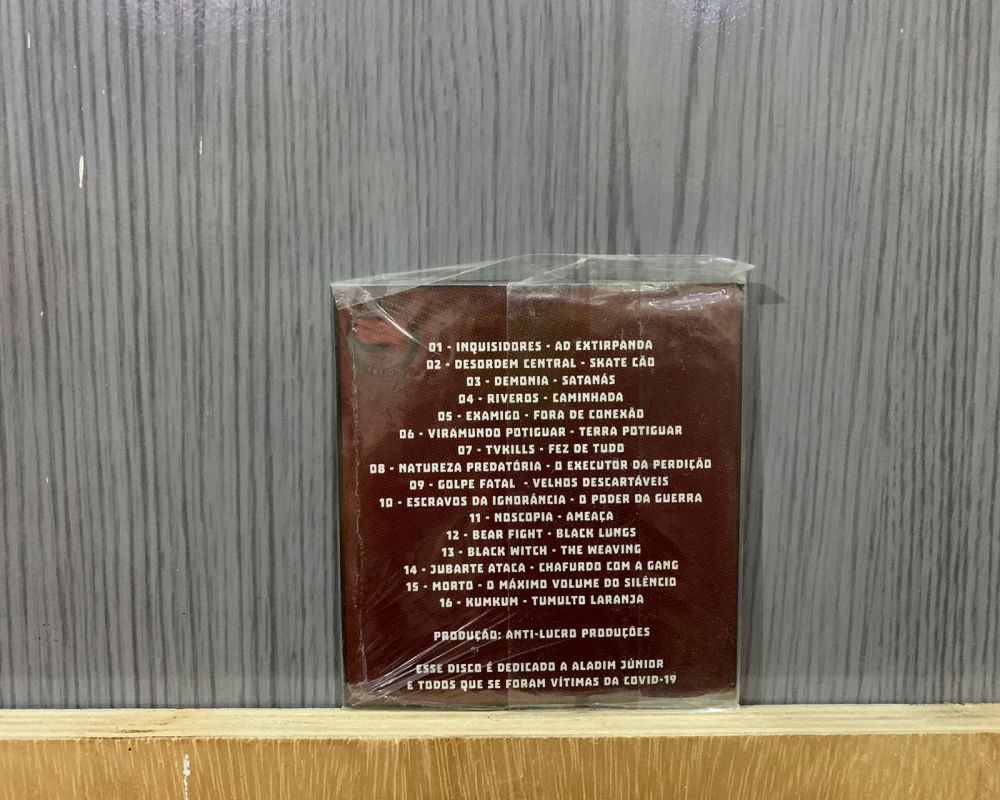 01 - INQUISIDORES - AD EXTIRPANDA
02 - DESORDEM CENTRAL - SKATE CÃO
03 - DEMONIA - SATANÁS
04 - RIVEROS - CAMINHADA
05 - EXAMIGO - FORA DE CONEXÃO
06 - VIRAMUNDO POTIGUAR - TERRA POTIGUAR
07 - TVKILLS - FEZ DE TUDO
08 - NATUREZA PREDATÓRIA - O EXECUTOR DA PERDIÇÃO
09 - GOLPE FATAL - VELHOS DESCARTÁVEIS
10 - ESCRAVOS DA IGNORÂNCIA - O PODER DA GUERRA
11 - NOSCOPIA - AMEAÇA
12 - BEAR FIGHT - BLACK LUNGS
13 - BLACK WITCH - THE WEAVING
14 - JUBARTE ATACA - CHAFURDO COM A GANG
15 - MORTO - O MÁXIMO VOLUME DO SILÊNCIO
16 - KUMKUM - TUMULTO LARANJA
PRODUÇÃO: ANTI-LUCRO PRODUÇÕES
ESSE DISCO É DEDICADO A ALADIM JÚNIOR
E TODOS QUE SE FORAM VÍTIMAS DA COVID-19